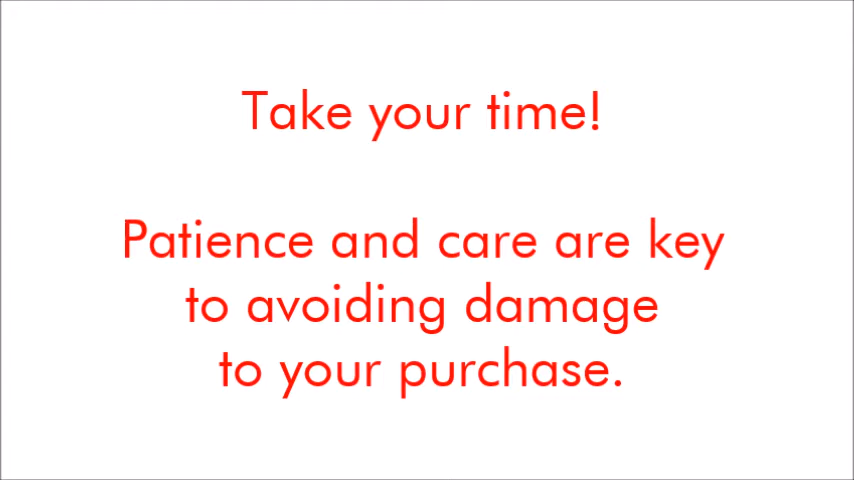 Take your time!
Patience and care are key
to avoiding damage
to your purchase.